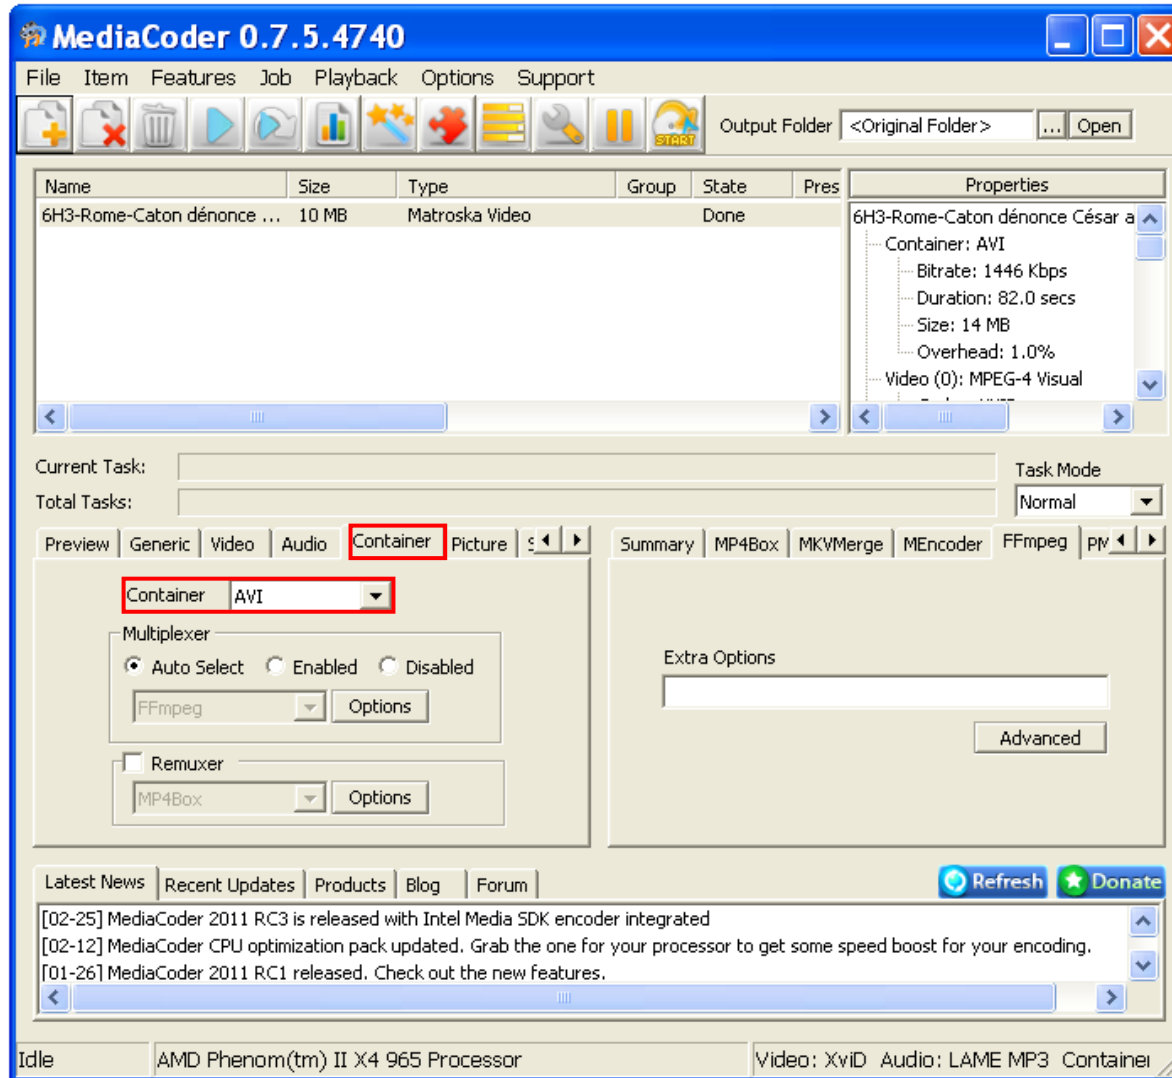 MediaCoder 0.7.5.4740
File Item Features Job Playback Options Support
START
Output Folder <Original Folder> ... Open
Name Size Type Group State Pres
6H3-Rome-Caton dénonce ... 10 MB Matroska Video Done
Properties
6H3-Rome-Caton dénonce César a
Container: AVI
Bitrate: 1446 Kbps
Duration: 82.0 secs
Size: 14 MB
Overhead: 1.0%
Video (0): MPEG-4 Visual
Current Task:
Total Tasks:
Task Mode
Normal
Preview Generic Video Audio Container Picture S
Container AVI
Multiplexer
Auto Select Enabled Disabled
FFmpeg Options
Remuxer
MP4Box Options
Summary MP4Box MKVMerge MEncoder FFmpeg
Extra Options
Advanced
Latest News Recent Updates Products Blog Forum
Refresh Donate
[02-25] MediaCoder 2011 RC3 is released with Intel Media SDK encoder integrated
[02-12] MediaCoder CPU optimization pack updated. Grab the one for your processor to get some speed boost for your encoding.
[01-26] MediaCoder 2011 RC1 released. Check out the new features.
Idle AMD Phenom(tm) II X4 965 Processor Video: XviD Audio: LAME MP3 Container